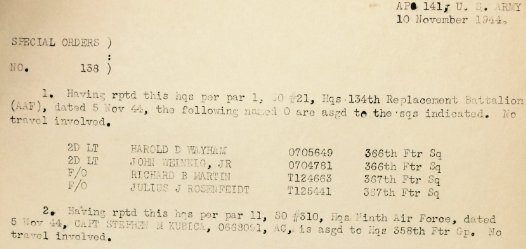 APO 141, U. S. ARMY
10 November 1944.
SPECIAL ORDERS )
:
NO. 138 )
1. Having rptd this hqs per par 1, SO #21, Hqs 134th Replacement Battalion
(AAF), dated 5 Nov 44, the following named O are asgd to the sqs indicated. No
travel involved.
2D LT HAROLD D WAYHAM 0705649 366th Ftr Sq
2D LT JOHN WEINEIG, JR 0704761 366th Ftr Sq
F/O RICHARD B MARTIN T124663 367th Ftr Sq
F/O JULIUS J ROSENFEIDT T126441 367th Ftr Sq
2. Having rptd this hqs per par 11, SO #310, Hqs Ninth Air Force, dated
5 Nov 44, CAPT STEPHEN M KUBICA, AC, is asgd to Hqs 358th Ftr Gp. No
travel involved.